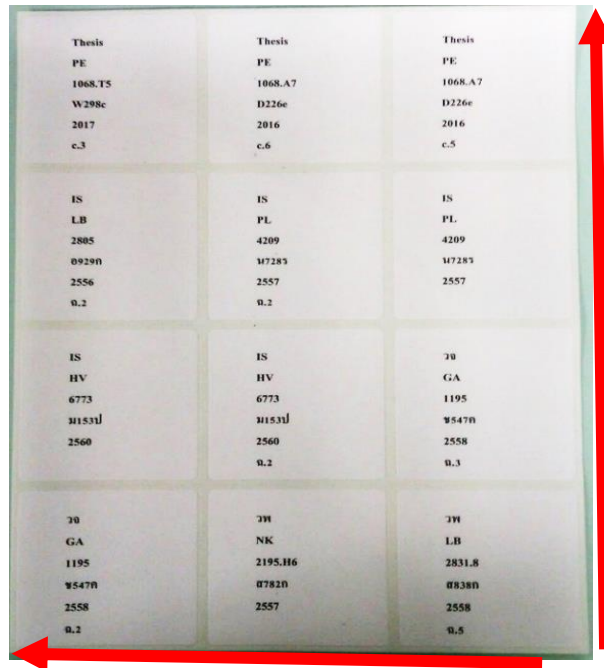 Thesis
PE
1068.T5
W298c
2017
c.3
Thesis
PE
1068.A7
D226e
2016
c.6
Thesis
PE
1068.A7
D226e
2016
c.5
IS
LB
2805
อ929ก
2556
ฉ.2
IS
PL
4209
น728ว
2557
ฉ.2
IS
PL
4209
น728ว
2557
IS
HV
6773
ม153ป
2560
IS
HV
6773
ม153ป
2560
ฉ.2
วจ
GA
1195
ช547ก
2558
ฉ.3
วจ
GA
1195
ช547ก
2558
ฉ.2
วพ
NK
2195.H6
ส782ก
2557
วพ
LB
2831.8
ส838ก
2558
ฉ.5